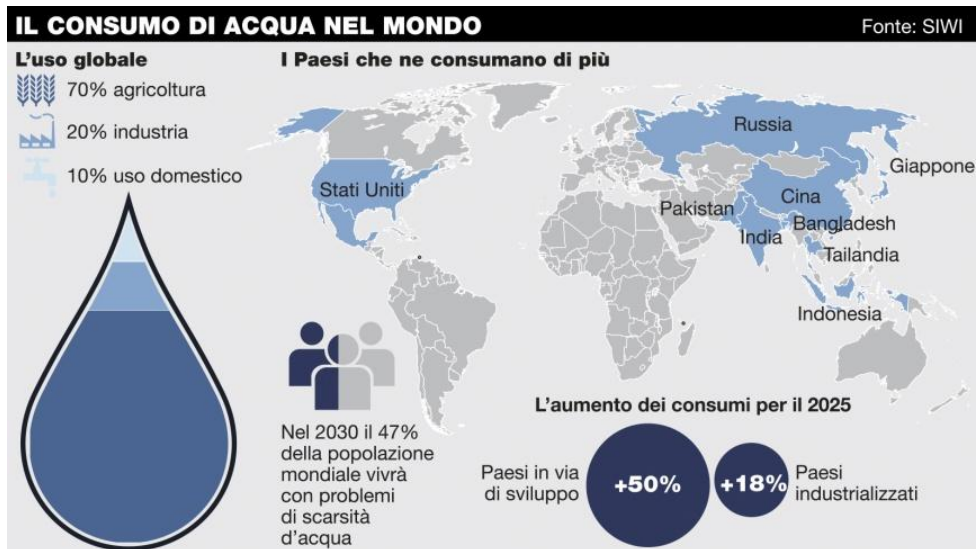 IL CONSUMO DI ACQUA NEL MONDO
Fonte: SIWI
L'uso globale
70% agricoltura
20% industria
10% uso domestico
I Paesi che ne consumano di più
Russia
Giappone
Stati Uniti
Cina
Pakistan
Bangladesh
India
Tailandia
Indonesia
Nel 2030 il 47%
della popolazione
mondiale vivrà
con problemi
di scarsità
d'acqua
L'aumento dei consumi per il 2025
Paesi in via
di sviluppo
+50%
+18%
Paesi
industrializzati